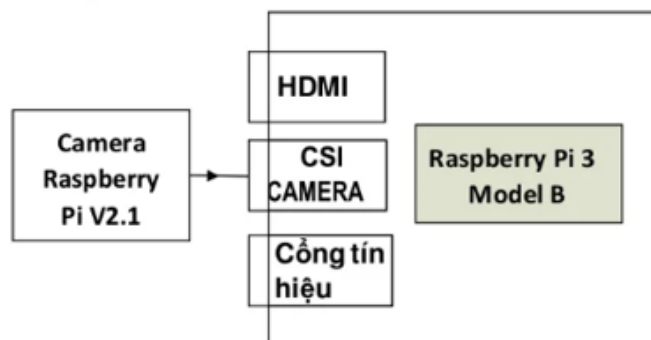 HDMI
Camera
Raspberry
Pi V2.1
CSI
CAMERA
Raspberry Pi 3
Model B
Cổng tín
hiệu